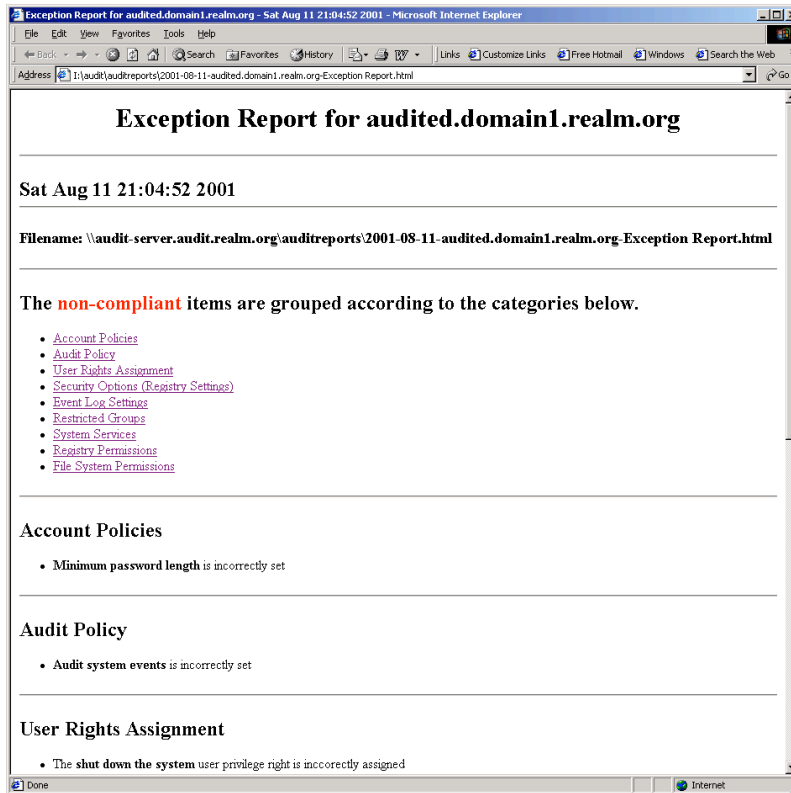 Exception Report for audited.domain1.realm.org - Sat Aug 11 21:04:52 2001 - Microsoft Internet Explorer
File Edit View Favorites Tools Help
Back Search Favorites History Links Customize Links Free Hotmail Windows Search the Web
Address I:\audit\auditreports\2001-08-11-audited.domain1.realm.org-Exception Report.html Go
Exception Report for audited.domain1.realm.org
Sat Aug 11 21:04:52 2001
Filename: \\audit-server.audit.realm.org\auditreports\2001-08-11-audited.domain1.realm.org-Exception Report.html
The non-compliant items are grouped according to the categories below.
• Account Policies
• Audit Policy
• User Rights Assignment
• Security Options (Registry Settings)
• Event Log Settings
• Restricted Groups
• System Services
• Registry Permissions
• File System Permissions
Account Policies
• Minimum password length is incorrectly set
Audit Policy
• Audit system events is incorrectly set
User Rights Assignment
• The shut down the system user privilege right is inccorectly assigned
Done Internet